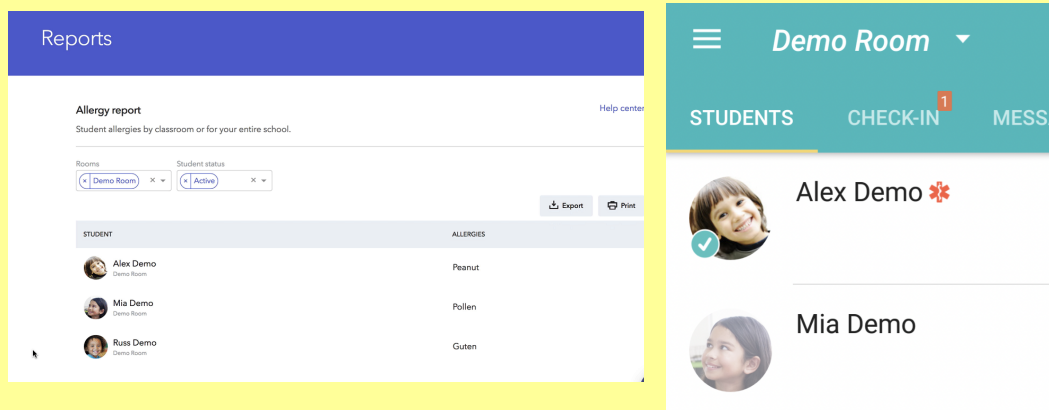 Reports
Allergy report
Help center
Student allergies by classroom or for your entire school.
Rooms
Student status
× Demo Room ×
× Active ×
Export
Print
STUDENT ALLERGIES
Alex Demo
Demo Room
Peanut
Mia Demo
Demo Room
Pollen
Russ Demo
Demo Room
Guten
Demo Room
STUDENTS CHECK-IN 1 MESS
Alex Demo
Mia Demo